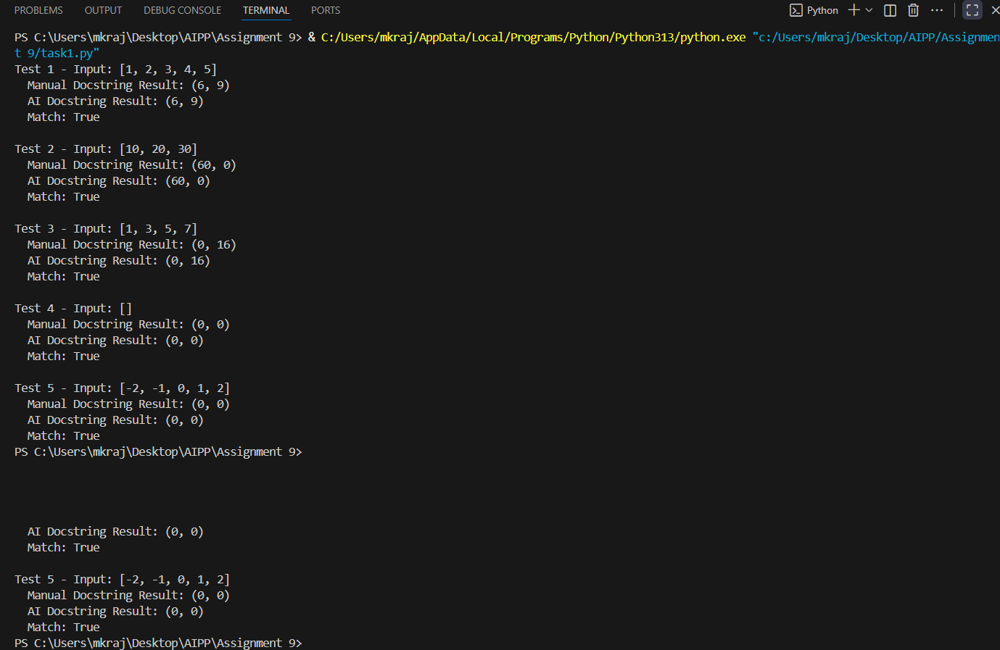 PROBLEMS OUTPUT DEBUG CONSOLE TERMINAL PORTS Python
PS C:\Users\mkraj\Desktop\AIPP\Assignment 9> & C:/Users/mkraj/AppData/Local/Programs/Python/Python313/python.exe "c:/Users/mkraj/Desktop/AIPP/Assignmen
t 9/task1.py"
Test 1 - Input: [1, 2, 3, 4, 5]
  Manual Docstring Result: (6, 9)
  AI Docstring Result: (6, 9)
  Match: True

Test 2 - Input: [10, 20, 30]
  Manual Docstring Result: (60, 0)
  AI Docstring Result: (60, 0)
  Match: True

Test 3 - Input: [1, 3, 5, 7]
  Manual Docstring Result: (0, 16)
  AI Docstring Result: (0, 16)
  Match: True

Test 4 - Input: []
  Manual Docstring Result: (0, 0)
  AI Docstring Result: (0, 0)
  Match: True

Test 5 - Input: [-2, -1, 0, 1, 2]
  Manual Docstring Result: (0, 0)
  AI Docstring Result: (0, 0)
  Match: True
PS C:\Users\mkraj\Desktop\AIPP\Assignment 9>

  AI Docstring Result: (0, 0)
  Match: True

Test 5 - Input: [-2, -1, 0, 1, 2]
  Manual Docstring Result: (0, 0)
  AI Docstring Result: (0, 0)
  Match: True
PS C:\Users\mkraj\Desktop\AIPP\Assignment 9>